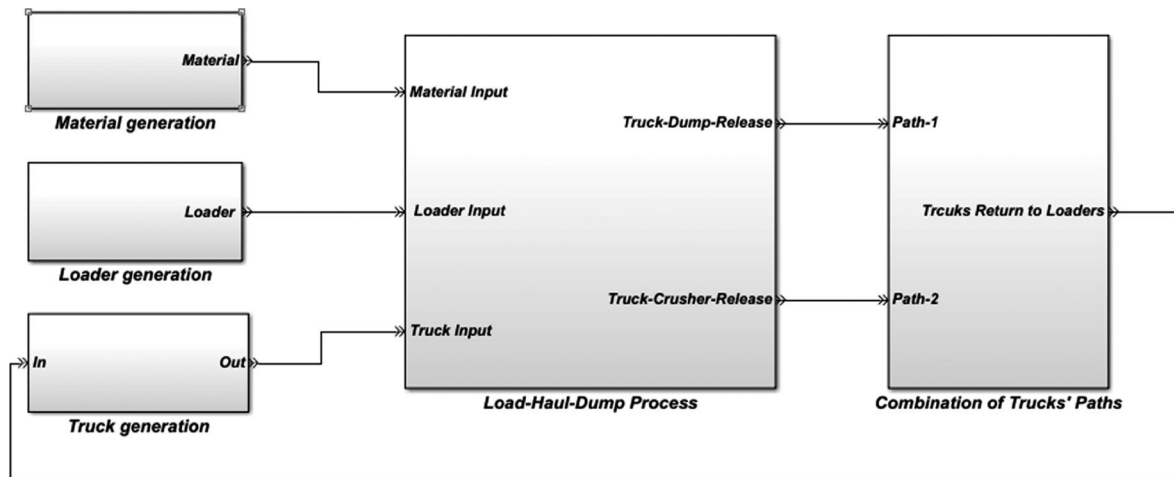 Material
Material generation
Loader
Loader generation
In
Out
Truck generation
Material Input
Loader Input
Truck Input
Truck-Dump-Release
Truck-Crusher-Release
Load-Haul-Dump Process
Path-1
Trcuks Return to Loaders
Path-2
Combination of Trucks' Paths